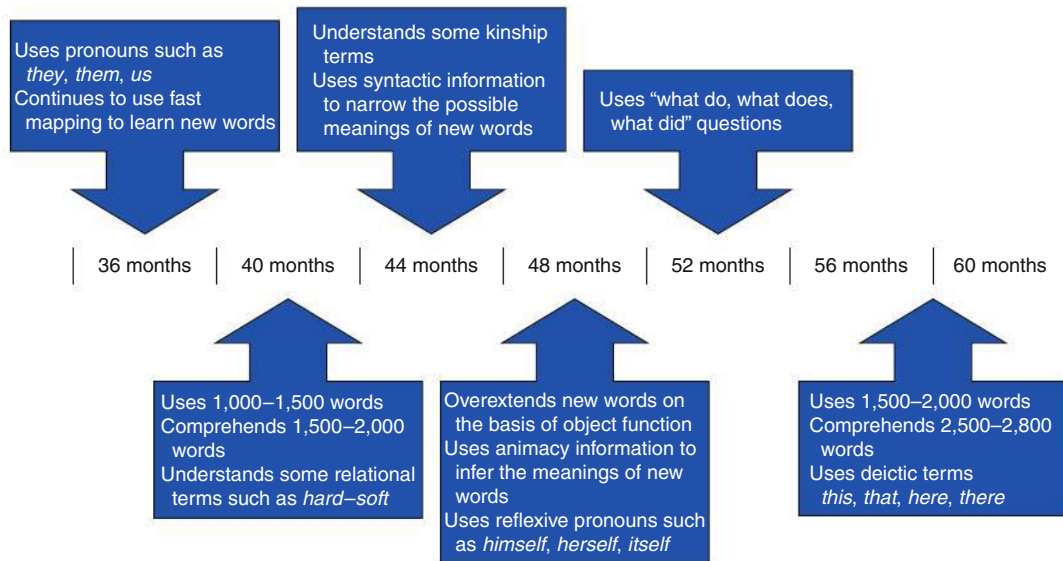 Uses pronouns such as
they, them, us
Continues to use fast
mapping to learn new words
Understands some kinship
terms
Uses syntactic information
to narrow the possible
meanings of new words
Uses “what do, what does,
what did” questions
36 months
40 months
44 months
48 months
52 months
56 months
60 months
Uses 1,000–1,500 words
Comprehends 1,500–2,000
words
Understands some relational
terms such as hard–soft
Overextends new words on
the basis of object function
Uses animacy information to
infer the meanings of new
words
Uses reflexive pronouns such
as himself, herself, itself
Uses 1,500–2,000 words
Comprehends 2,500–2,800
words
Uses deictic terms
this, that, here, there